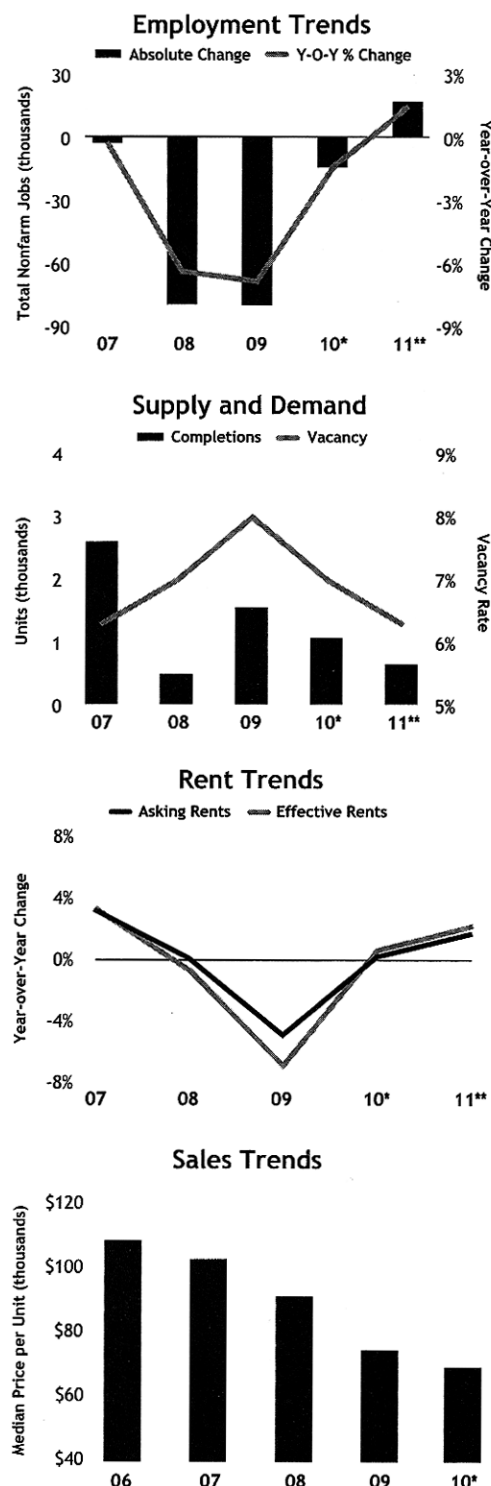 Employment Trends
Absolute Change Y-O-Y % Change
Total Nonfarm Jobs (thousands)
30
0
-30
-60
-90
3%
0%
-3%
-6%
-9%
Year-over-Year Change
07 08 09 10* 11**
Supply and Demand
Completions Vacancy
Units (thousands)
4
3
2
1
0
9%
8%
7%
6%
5%
Vacancy Rate
07 08 09 10* 11**
Rent Trends
Asking Rents Effective Rents
Year-over-Year Change
8%
4%
0%
-4%
-8%
07 08 09 10* 11**
Sales Trends
Median Price per Unit (thousands)
$120
$100
$80
$60
$40
06 07 08 09 10*